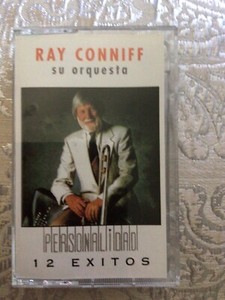 RAY CONNIFF
su orquesta
PERSONALIDAD
12 EXITOS